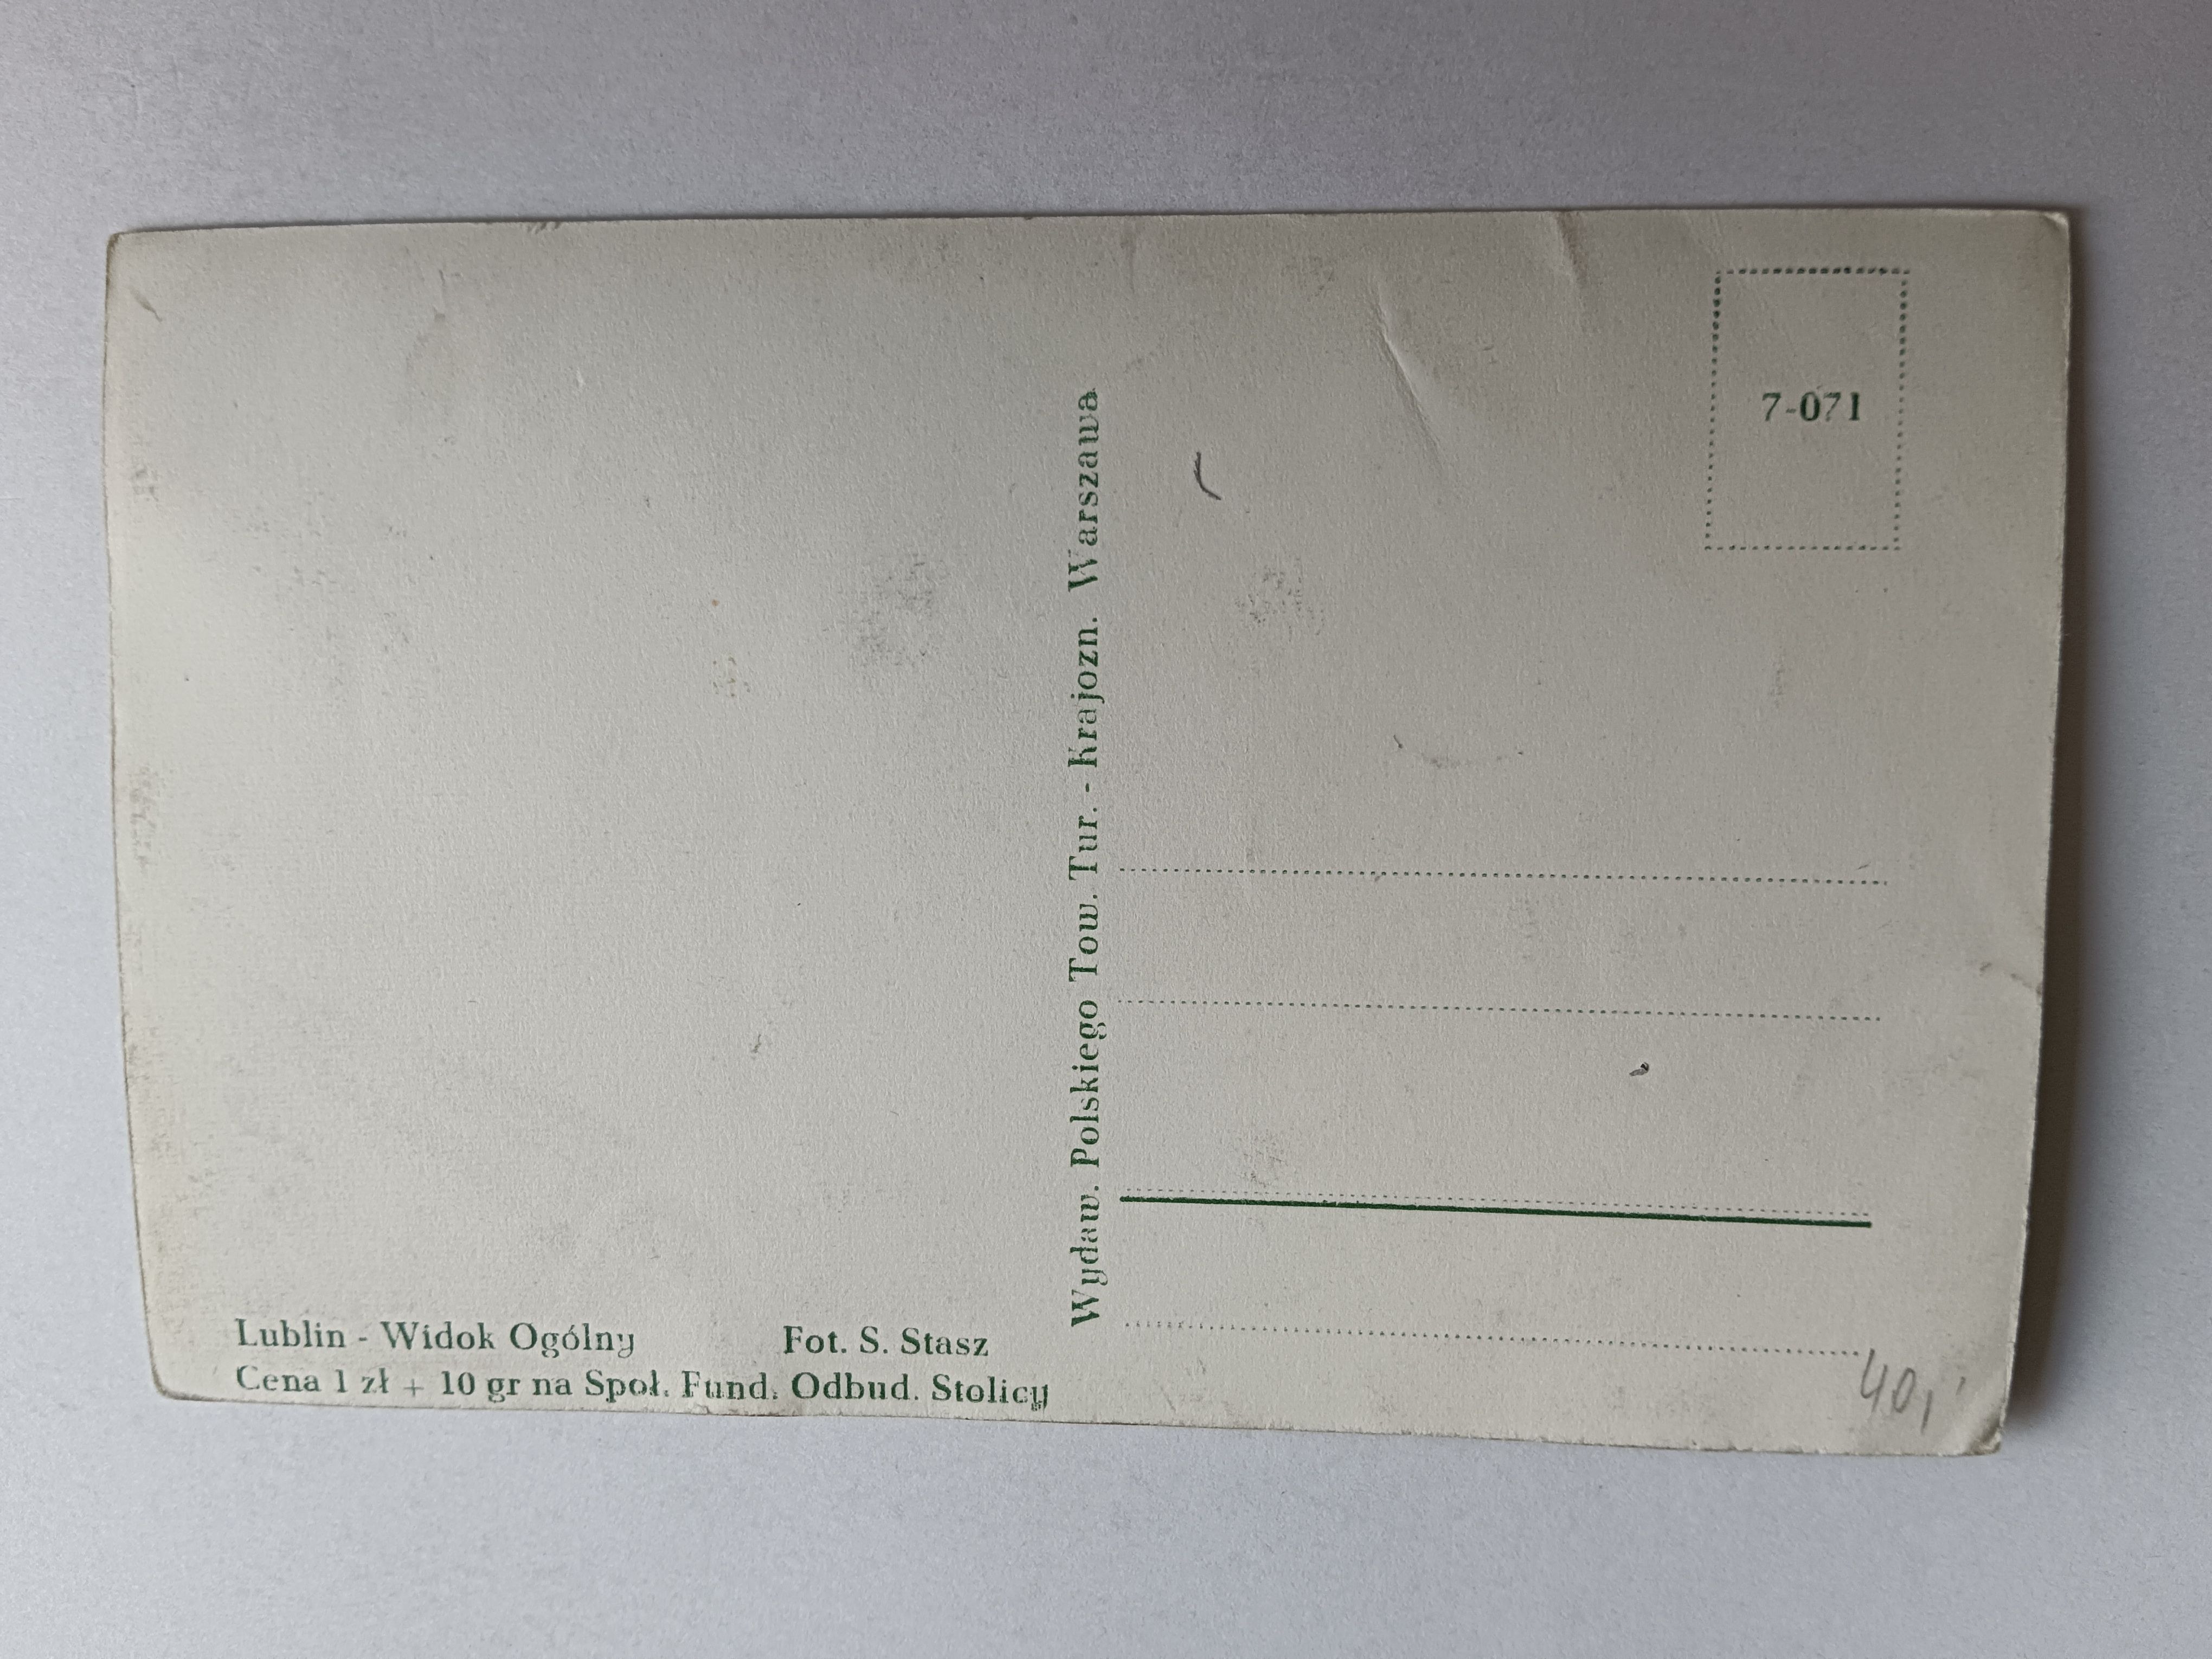 7-071
Wydaw. Polskiego Tow. Tur. - Krajozn. Warszawa
Lublin - Widok Ogólny Fot. S. Stasz
Cena 1 zł + 10 gr na Społ. Fund. Odbud. Stolicy
40,